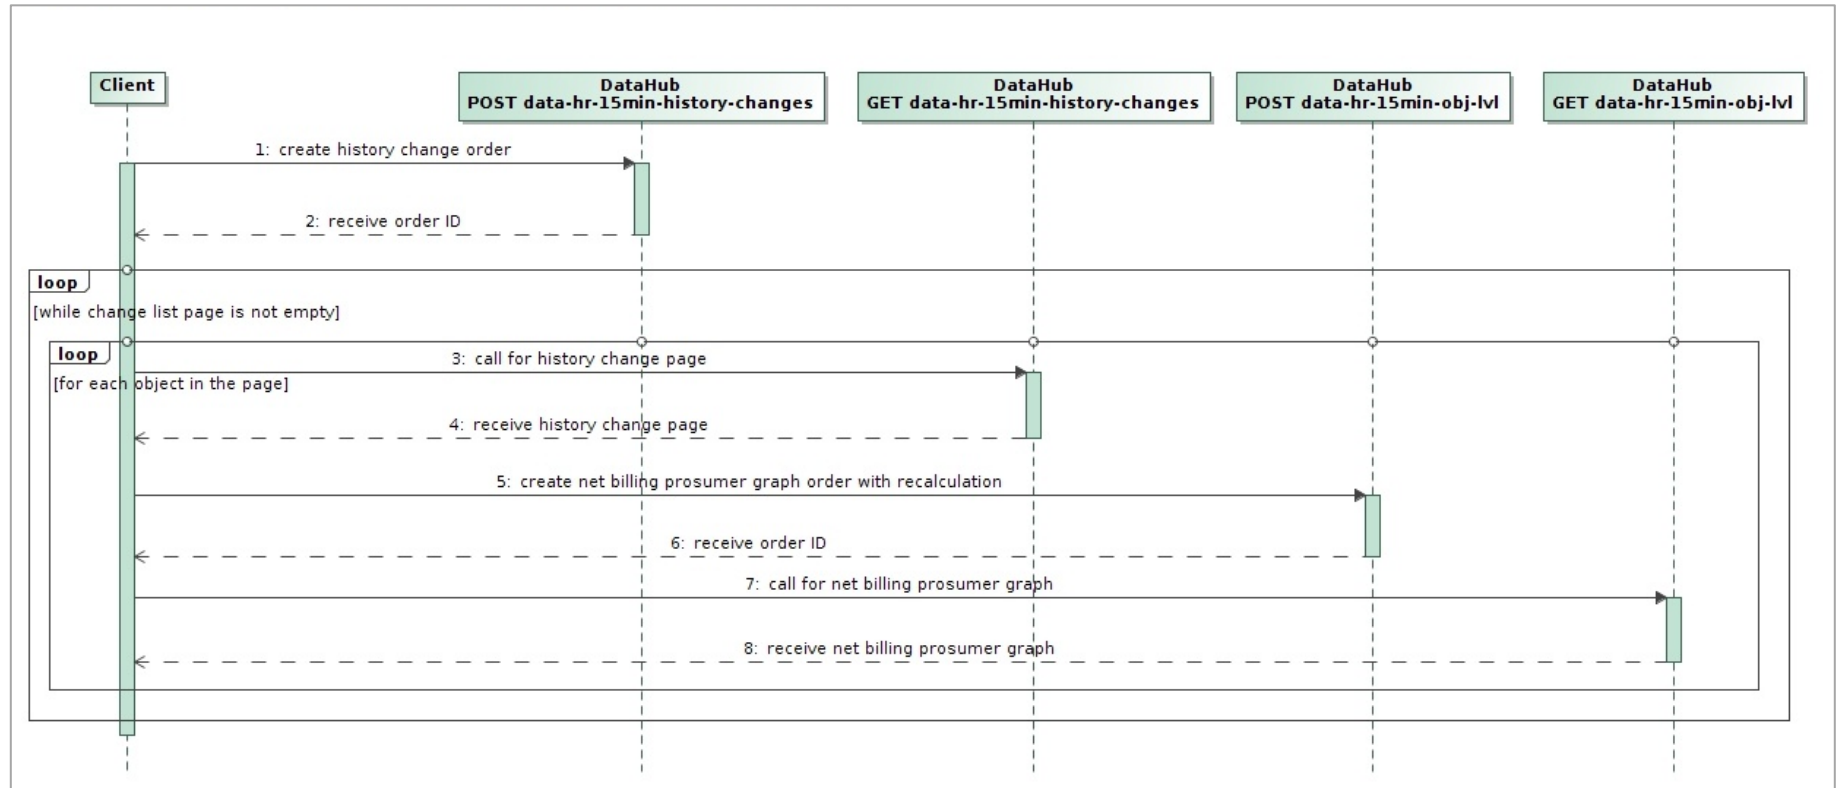 Client
DataHub
POST data-hr-15min-history-changes
DataHub
GET data-hr-15min-history-changes
DataHub
POST data-hr-15min-obj-lvl
DataHub
GET data-hr-15min-obj-lvl
1: create history change order
2: receive order ID
loop
[while change list page is not empty]
loop
3: call for history change page
[for each object in the page]
4: receive history change page
5: create net billing prosumer graph order with recalculation
6: receive order ID
7: call for net billing prosumer graph
8: receive net billing prosumer graph